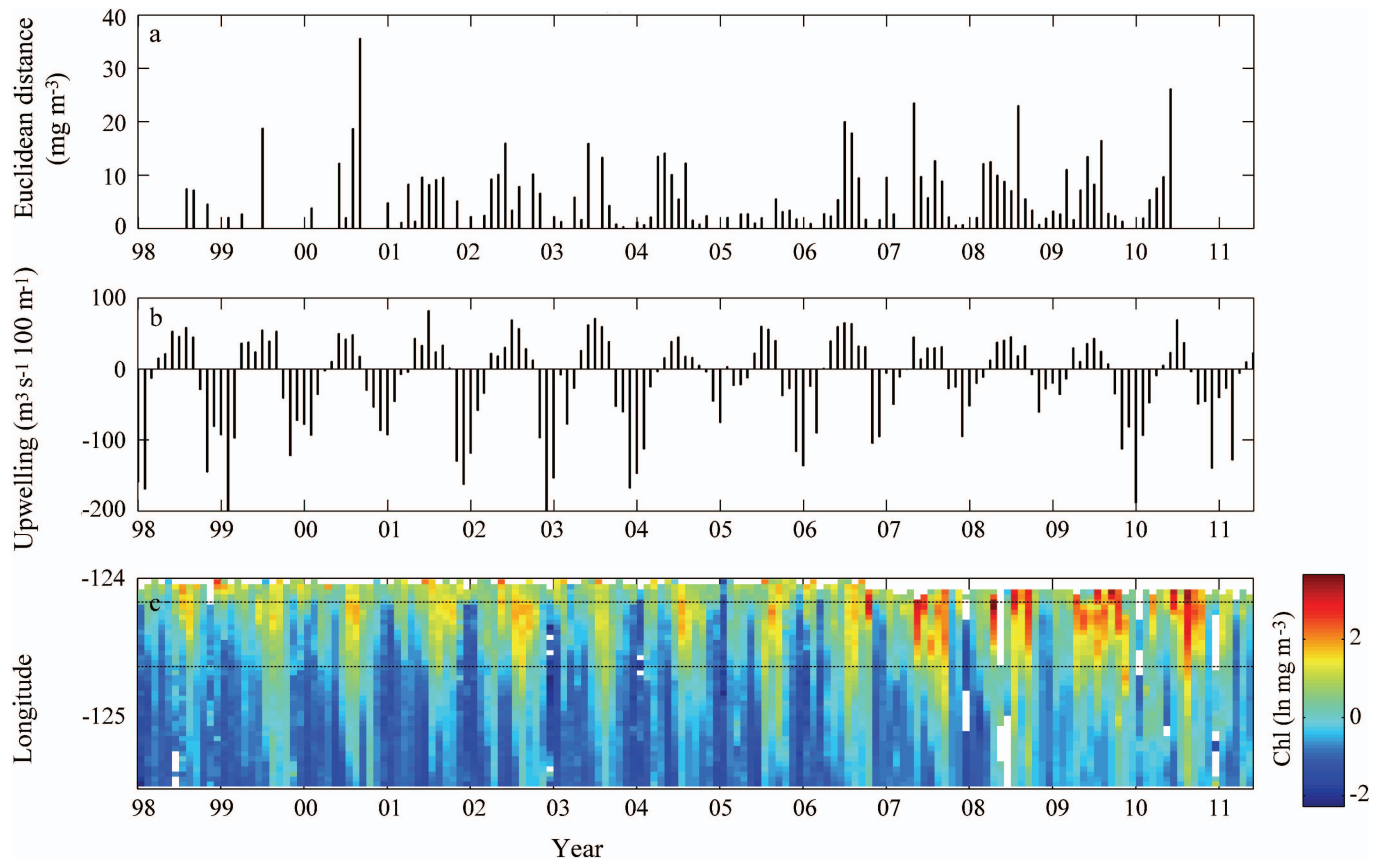 40
a
30
20
10
0
Euclidean distance
(mg m-3)
98 99 00 01 02 03 04 05 06 07 08 09 10 11
100
b
0
-100
-200
Upwelling (m3 s-1 100 m-1)
98 99 00 01 02 03 04 05 06 07 08 09 10 11
-124
c
-125
Longitude
98 99 00 01 02 03 04 05 06 07 08 09 10 11
Year
2
0
-2
Chl (ln mg m-3)